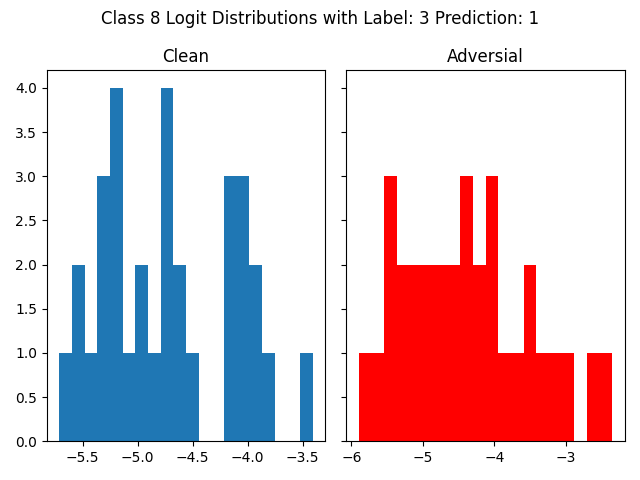 Class 8 Logit Distributions with Label: 3 Prediction: 1
Clean
Adversial
4.0
3.5
3.0
2.5
2.0
1.5
1.0
0.5
0.0
−5.5 −5.0 −4.5 −4.0 −3.5
−6 −5 −4 −3